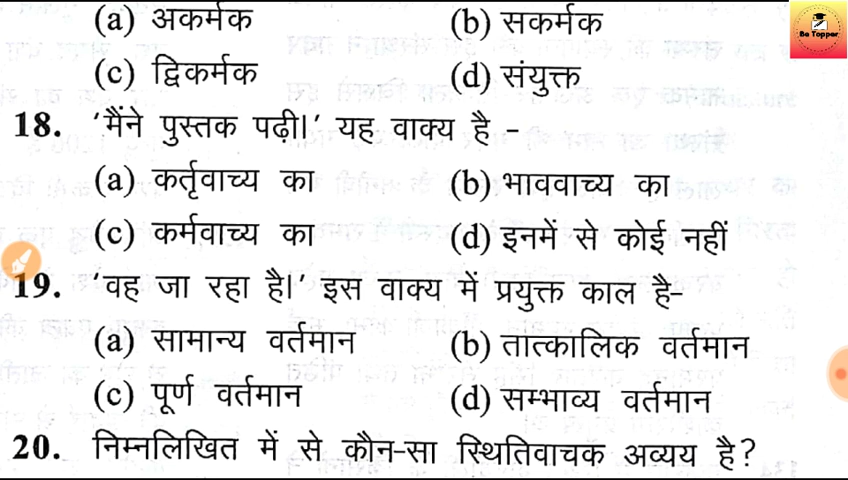 (a) अकर्मक (b) सकर्मक
(c) द्विकर्मक (d) संयुक्त
18. 'मैंने पुस्तक पढ़ी।' यह वाक्य है -
(a) कर्तृवाच्य का (b) भाववाच्य का
(c) कर्मवाच्य का (d) इनमें से कोई नहीं
19. 'वह जा रहा है।' इस वाक्य में प्रयुक्त काल है-
(a) सामान्य वर्तमान (b) तात्कालिक वर्तमान
(c) पूर्ण वर्तमान (d) सम्भाव्य वर्तमान
20. निम्नलिखित में से कौन-सा स्थितिवाचक अव्यय है?
Be Topper